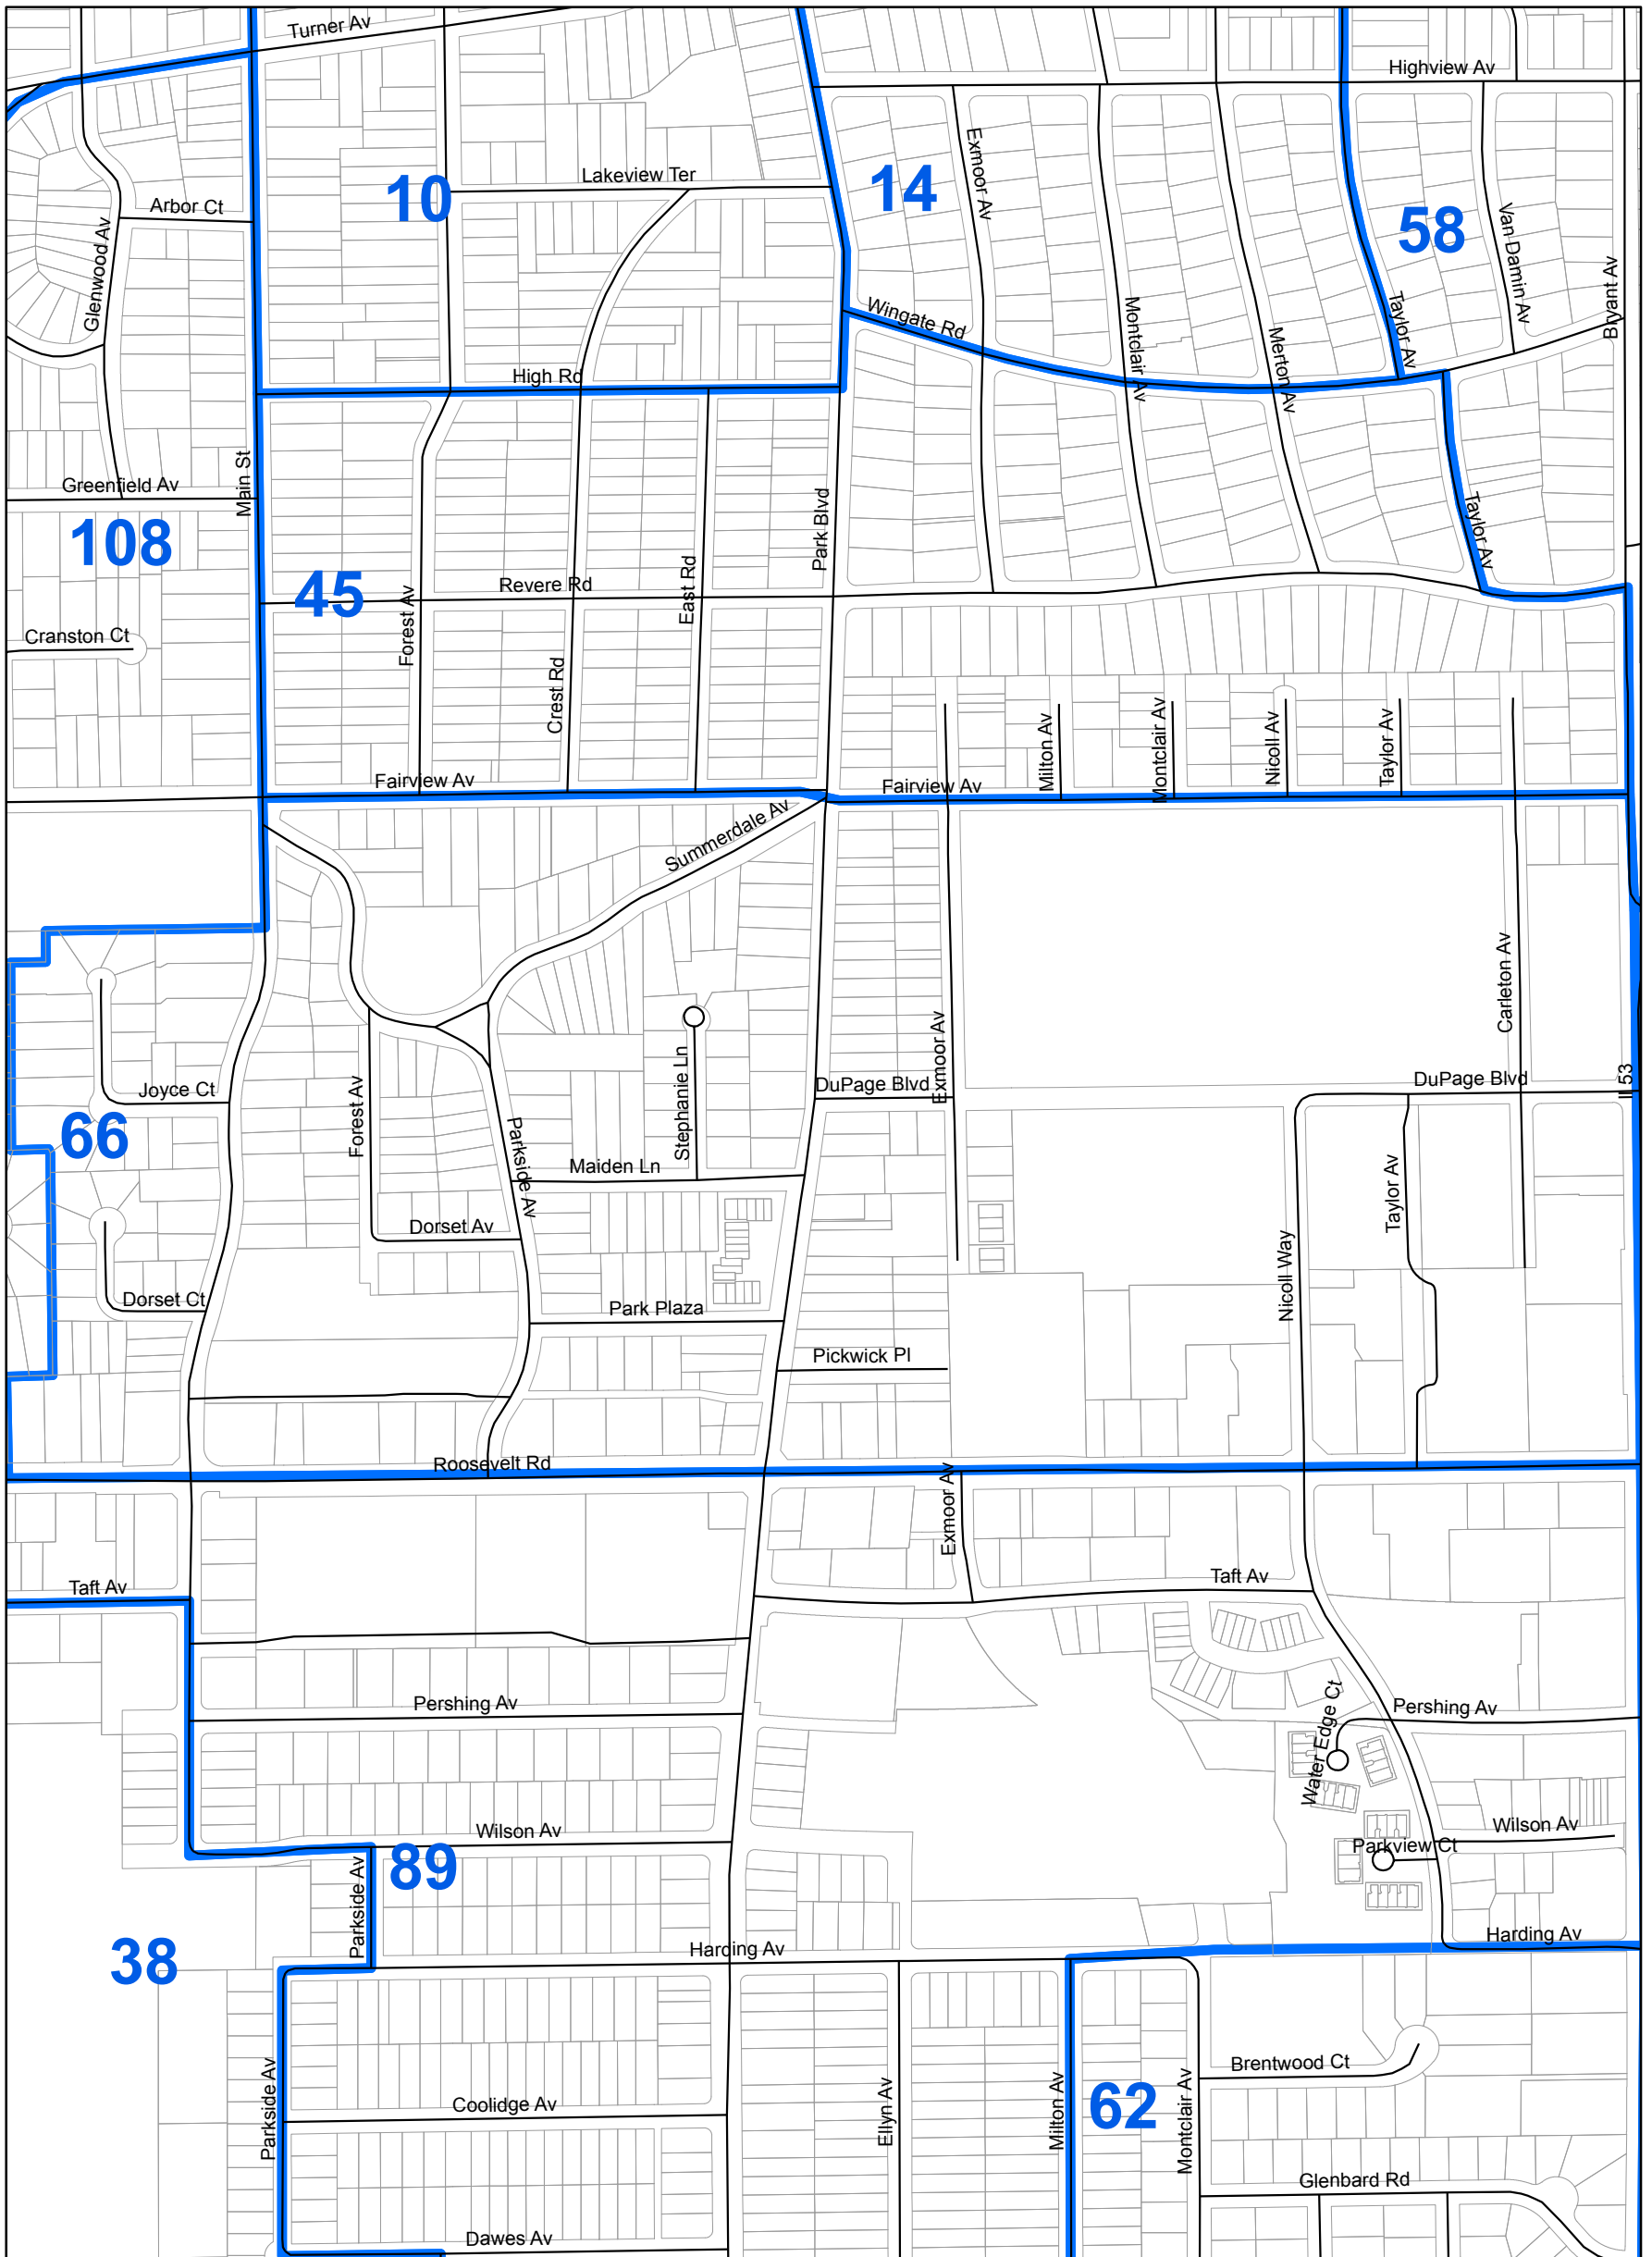 Turner Av
Highview Av
Lakeview Ter
10
14
Exmoor Av
58
Arbor Ct
Glenwood Av
Van Damin Av
Bryant Av
Wingate Rd
Montclair Av
Merton Av
Taylor Av
High Rd
Main St
Greenfield Av
108
Park Blvd
Taylor Av
45
Revere Rd
East Rd
Forest Av
Cranston Ct
Crest Rd
Milton Av
Montclair Av
Nicoll Av
Taylor Av
Fairview Av
Fairview Av
Summerdale Av
Carleton Av
Exmoor Av
Stephanie Ln
DuPage Blvd
DuPage Blvd
Il 53
Joyce Ct
66
Forest Av
Parkside Av
Maiden Ln
Taylor Av
Dorset Av
Nicoll Way
Dorset Ct
Park Plaza
Pickwick Pl
Roosevelt Rd
Exmoor Av
Taft Av
Taft Av
Pershing Av
Water Edge Ct
Pershing Av
Wilson Av
Wilson Av
Parkview Ct
89
Parkside Av
38
Harding Av
Harding Av
Brentwood Ct
Parkside Av
Coolidge Av
Ellyn Av
Milton Av
62
Montclair Av
Glenbard Rd
Dawes Av